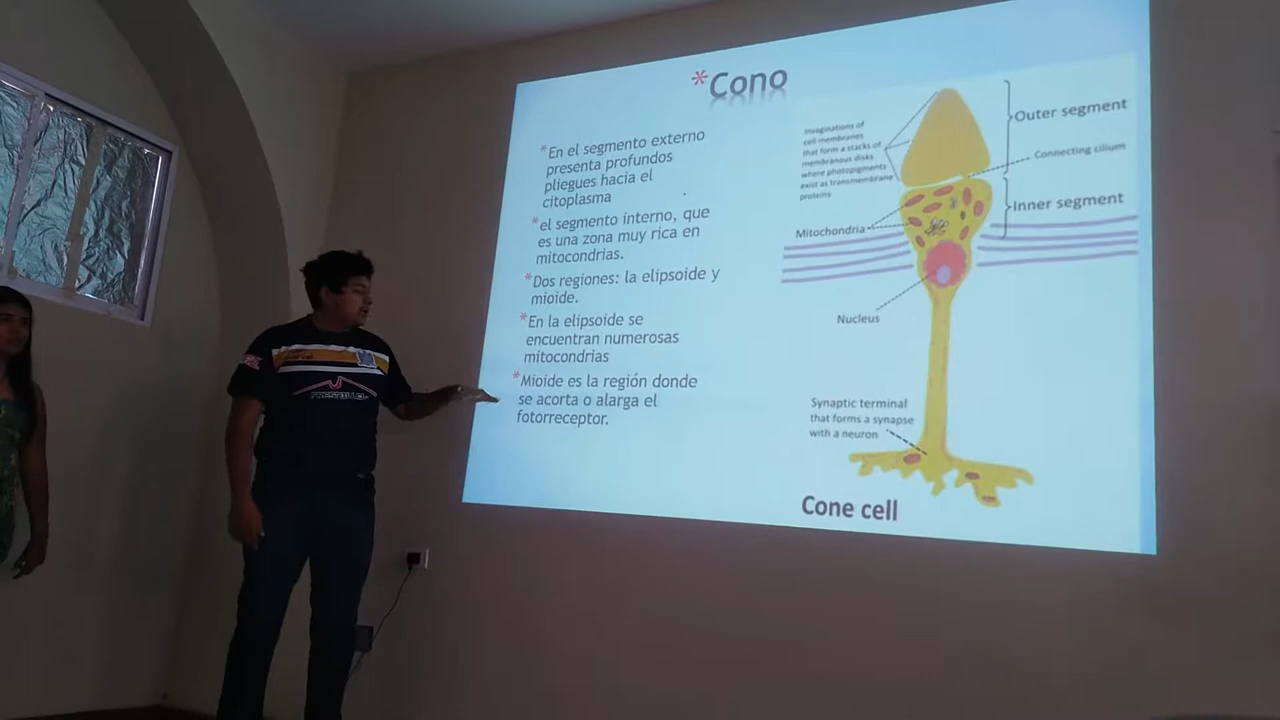 *Cono
*En el segmento externo
presenta profundos
pliegues hacia el
citoplasma
*el segmento interno, que
es una zona muy rica en
mitocondrias.
*Dos regiones: la elipsoide y
mioide.
*En la elipsoide se
encuentran numerosas
mitocondrias
*Mioide es la región donde
se acorta o alarga el
fotorreceptor.
Invaginations of
cell membranes
that form a stacks of
membranous disks
where photopigments
exist as transmembrane
proteins
Outer segment
Connecting cilium
Inner segment
Mitochondria
Nucleus
Synaptic terminal
that forms a synapse
with a neuron
Cone cell